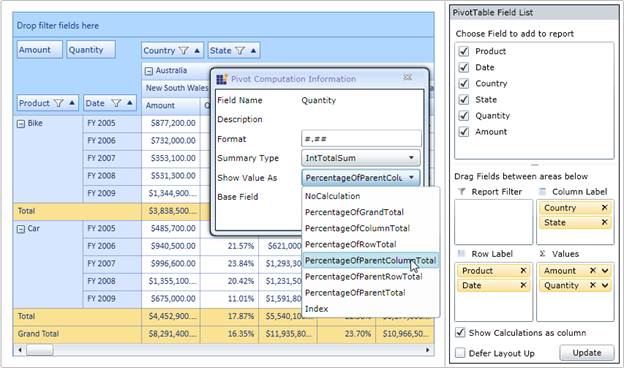 Drop filter fields here
Amount Quantity Country State
Australia
New South Wales
Product Date Amount
Bike FY 2005 $877,200.00
FY 2006 $732,000.00
FY 2007 $353,100.00
FY 2008 $531,300.00
FY 2009 $1,344,900....
Total $3,838,500....
Car FY 2005 $485,700.00
FY 2006 $940,500.00 21.57% $621,000
FY 2007 $996,600.00 23.84% $1,293,30
FY 2008 $1,355,100.... 20.42% $1,231,50
FY 2009 $675,000.00 11.01% $1,591,80
Total $4,452,900.... 17.87% $5,540,100
Grand Total $8,291,400.... 16.35% $11,935,80... 23.70% $10,966,50
Pivot Computation Information
Field Name Quantity
Description
Format #.##
Summary Type IntTotalSum
Show Value As PercentageOfParentColu
Base Field
NoCalculation
PercentageOfGrandTotal
PercentageOfColumnTotal
PercentageOfRowTotal
PercentageOfParentColumnTotal
PercentageOfParentRowTotal
PercentageOfParentTotal
Index
PivotTable Field List
Choose Field to add to report
Product
Date
Country
State
Quantity
Amount
Drag Fields between areas below
Report Filter Column Label
Country
State
Row Label Σ Values
Product Amount
Date Quantity
Show Calculations as column
Defer Layout Up Update